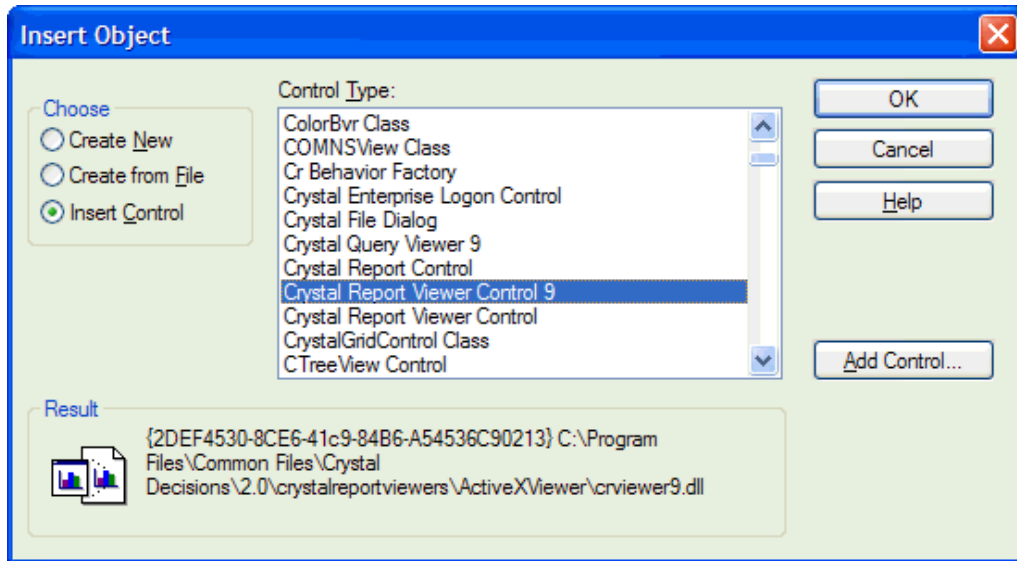 Insert Object
Choose
Create New
Create from File
Insert Control
Control Type:
ColorBvr Class
COMNSView Class
Cr Behavior Factory
Crystal Enterprise Logon Control
Crystal File Dialog
Crystal Query Viewer 9
Crystal Report Control
Crystal Report Viewer Control 9
Crystal Report Viewer Control
CrystalGridControl Class
CTreeView Control
OK
Cancel
Help
Add Control...
Result
{2DEF4530-8CE6-41c9-84B6-A54536C90213} C:\Program
Files\Common Files\Crystal
Decisions\2.0\crystalreportviewers\ActiveXViewer\crviewer9.dll